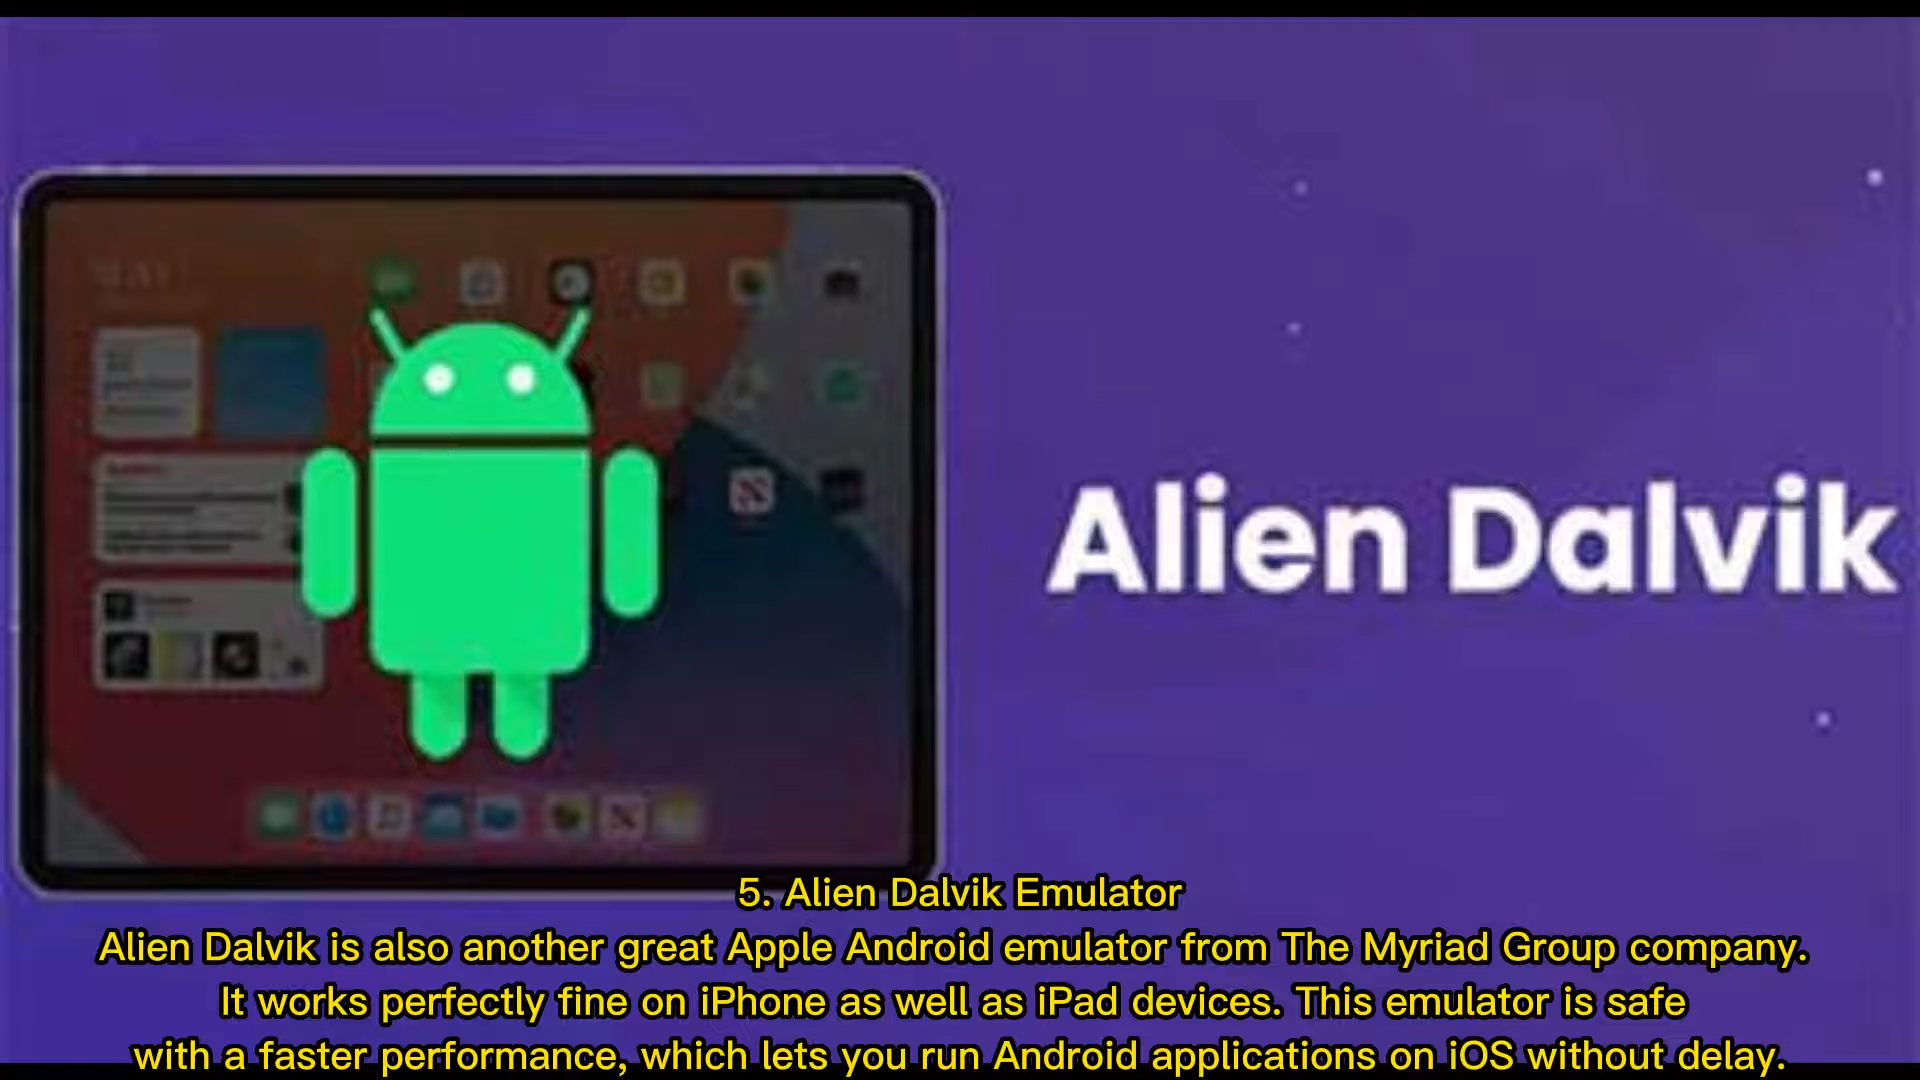 Alien Dalvik
5. Alien Dalvik Emulator
Alien Dalvik is also another great Apple Android emulator from The Myriad Group company.
It works perfectly fine on iPhone as well as iPad devices. This emulator is safe
with a faster performance, which lets you run Android applications on iOS without delay.